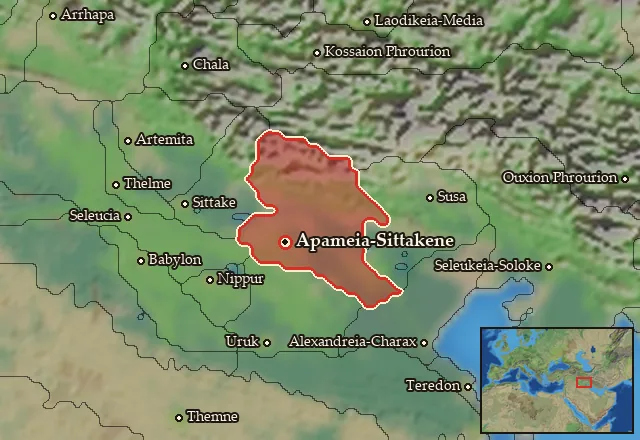 Arrhapa
Laodikeia-Media
Kossaion Phrourion
Chala
Artemita
Thelme
Ouxion Phrourion
Susa
Sittake
Seleucia
Apameia-Sittakene
Babylon
Seleukeia-Soloke
Nippur
Uruk
Alexandreia-Charax
Teredon
Themne